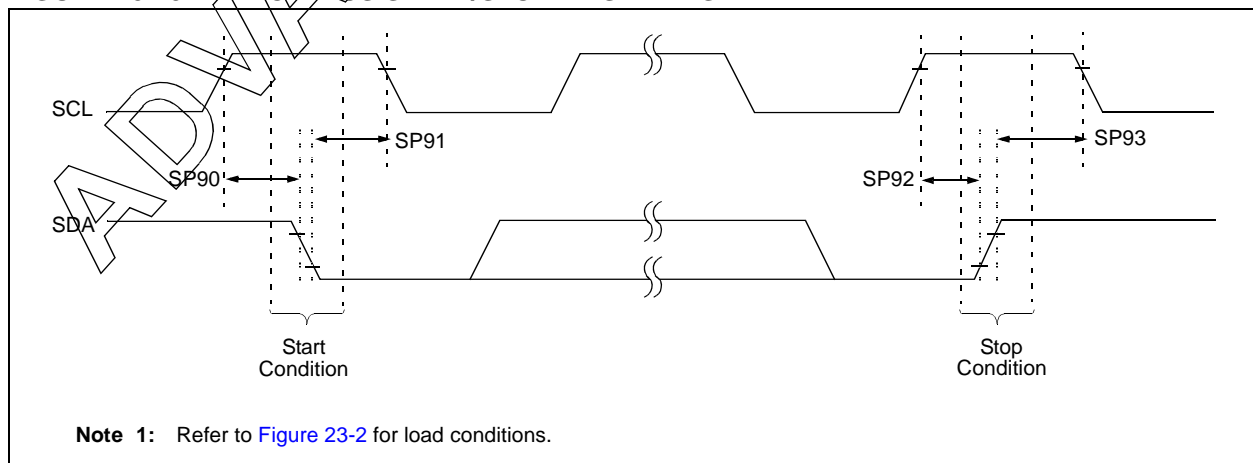 ADVA
SCL
SP91
SP93
SP90
SP92
SDA
Start
Condition
Stop
Condition
Note 1: Refer to Figure 23-2 for load conditions.